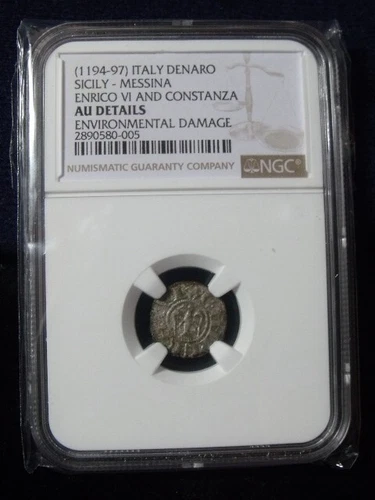 (1194-97) ITALY DENARO
SICILY - MESSINA
ENRICO VI AND CONSTANZA
AU DETAILS
ENVIRONMENTAL DAMAGE
2890580-005
NUMISMATIC GUARANTY COMPANY
NGC®